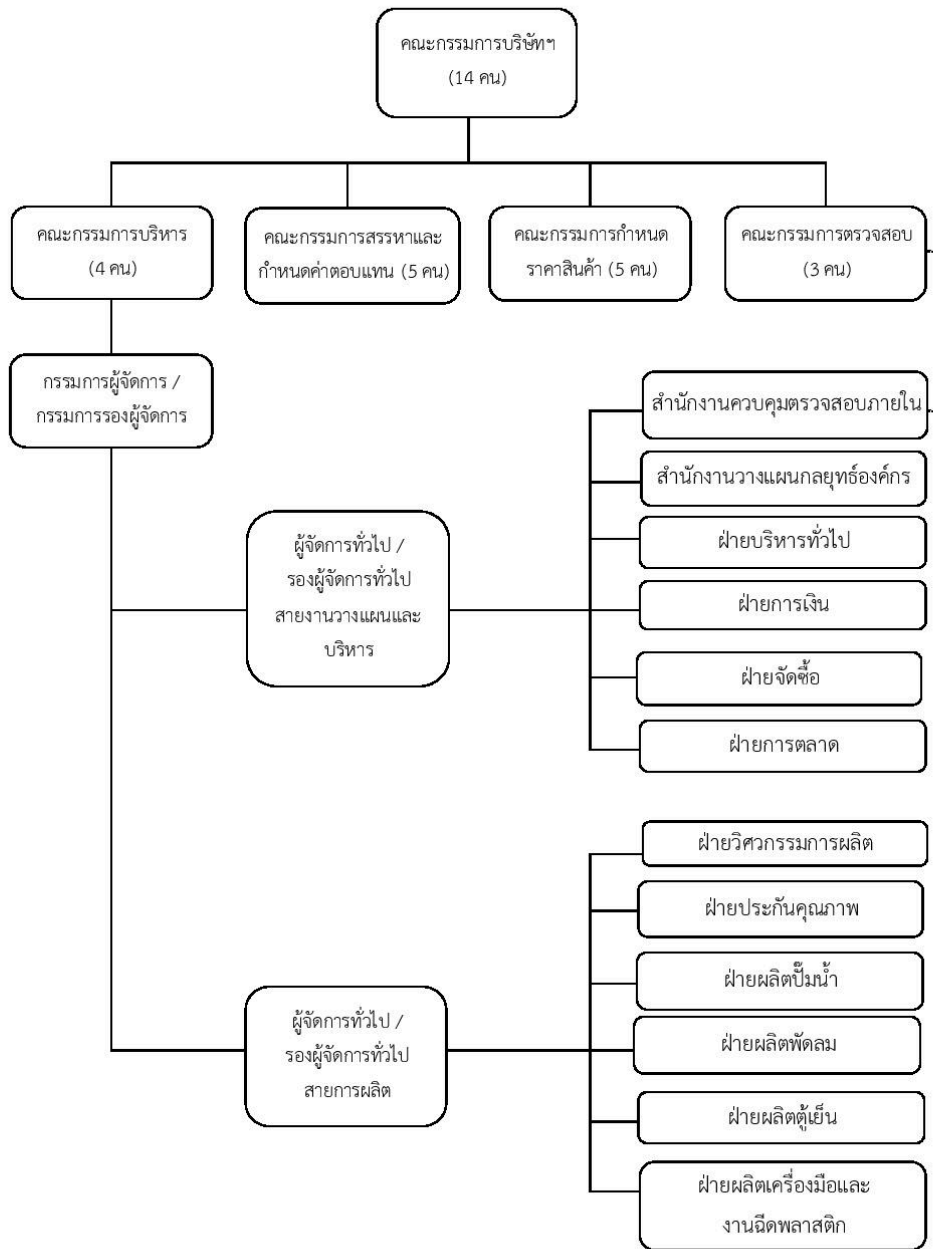 คณะกรรมการบริษัทฯ
(14 คน)
คณะกรรมการบริหาร
(4 คน)
คณะกรรมการสรรหาและ
กำหนดค่าตอบแทน (5 คน)
คณะกรรมการกำหนด
ราคาสินค้า (5 คน)
คณะกรรมการตรวจสอบ
(3 คน)
กรรมการผู้จัดการ /
กรรมการรองผู้จัดการ
ผู้จัดการทั่วไป /
รองผู้จัดการทั่วไป
สายงานวางแผนและ
บริหาร
สำนักงานควบคุมตรวจสอบภายใน
สำนักงานวางแผนกลยุทธ์องค์กร
ฝ่ายบริหารทั่วไป
ฝ่ายการเงิน
ฝ่ายจัดซื้อ
ฝ่ายการตลาด
ผู้จัดการทั่วไป /
รองผู้จัดการทั่วไป
สายการผลิต
ฝ่ายวิศวกรรมการผลิต
ฝ่ายประกันคุณภาพ
ฝ่ายผลิตปั๊มน้ำ
ฝ่ายผลิตพัดลม
ฝ่ายผลิตตู้เย็น
ฝ่ายผลิตเครื่องมือและ
งานฉีดพลาสติก